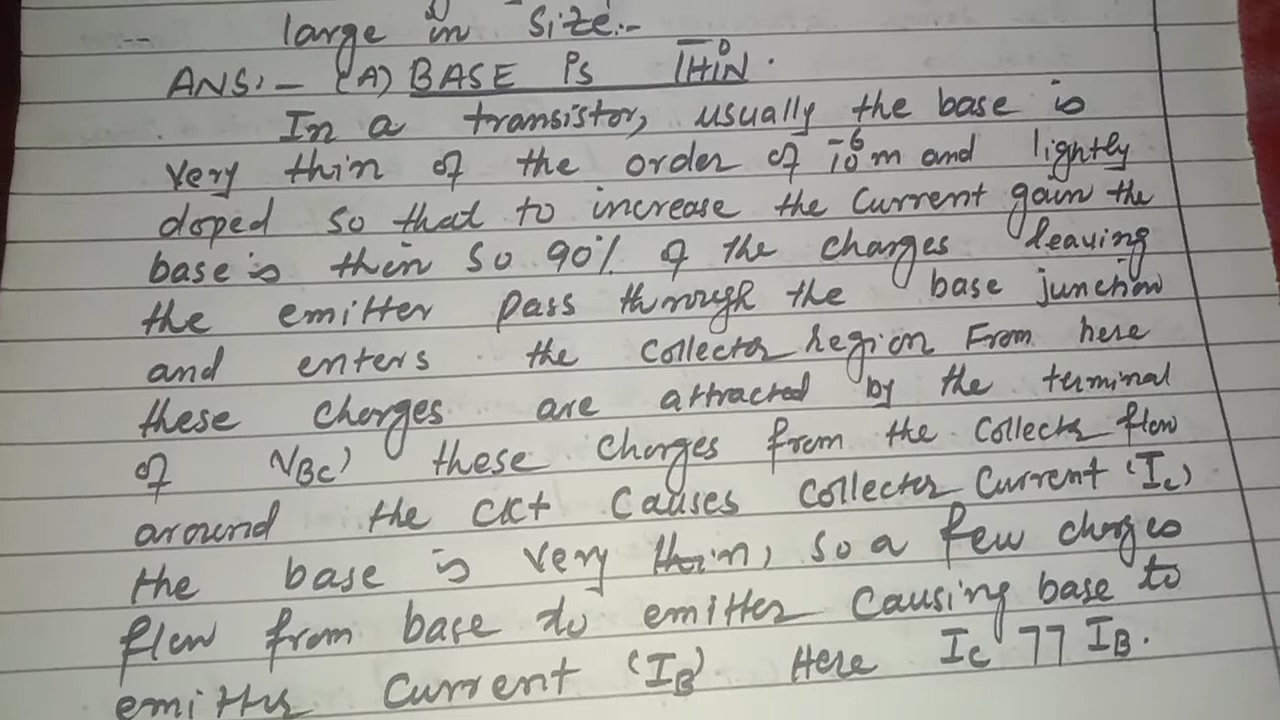 large in size:-
ANS:- (A) BASE is THIN.
In a transistor, usually the base is
very thin of the order of 10⁻⁶m and lightly
doped so that to increase the current gain the
base is thin so 90% of the charges leaving
the emitter pass through the base junction
and enters the collector region From here
these charges are attracted by the terminal
of VBC) these charges from the collector flow
around the ckt causes collector current (Ic)
the base is very thin, so a few charges
flow from base to emitter causing base to
emitter current (IB) Here Ic >> IB.